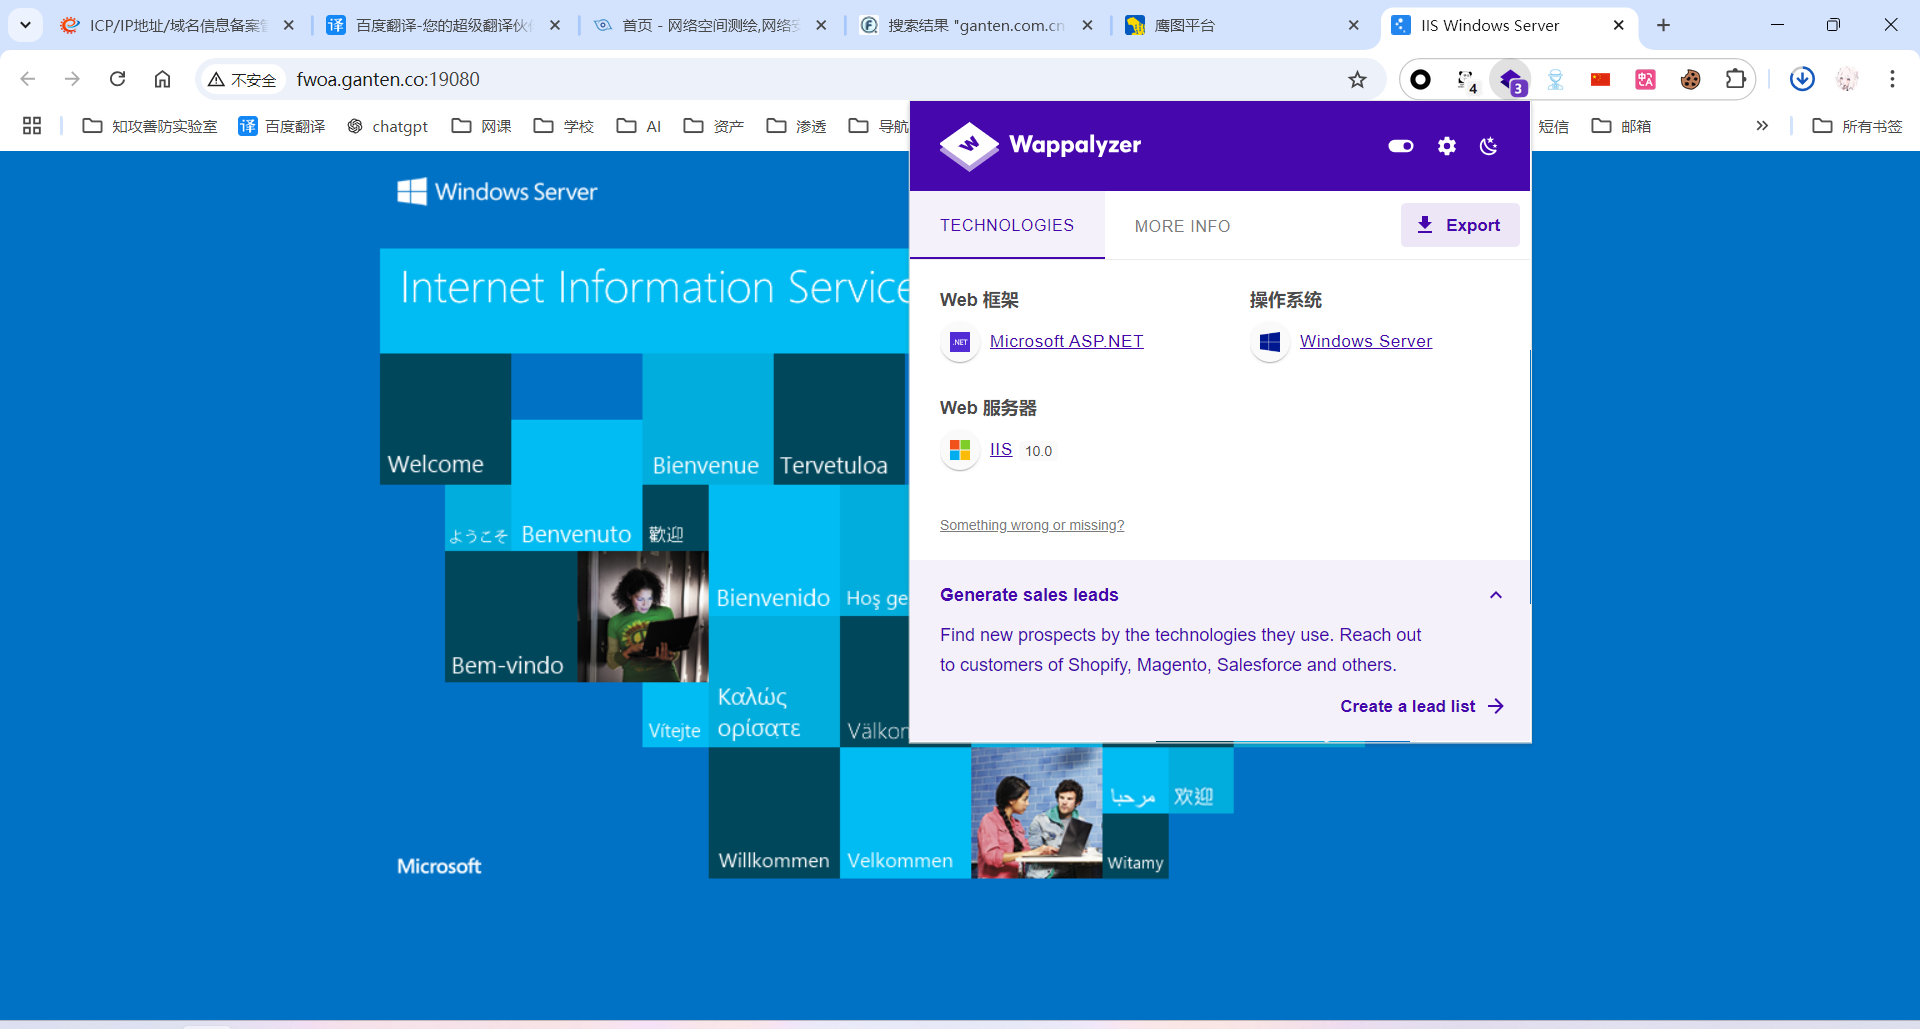 ICP/IP地址/域名信息备案管
百度翻译-您的超级翻译伙伴
首页 - 网络空间测绘,网络安
搜索结果 "ganten.com.cn
鹰图平台
IIS Windows Server
不安全
fwoa.ganten.co:19080
4
3
知攻善防实验室
百度翻译
chatgpt
网课
学校
AI
资产
渗透
导航
短信
邮箱
所有书签
Windows Server
Internet Information Service
Welcome
Bienvenue
Tervetuloa
ようこそ
Benvenuto
歡迎
Bienvenido
Hoş ge
Bem-vindo
Vítejte
Καλώς
ορίσατε
Välkon
مرحبا
欢迎
Willkommen
Velkommen
Witamy
Microsoft
Wappalyzer
TECHNOLOGIES
MORE INFO
Export
Web 框架
操作系统
.NET
Microsoft ASP.NET
Windows Server
Web 服务器
IIS 10.0
Something wrong or missing?
Generate sales leads
Find new prospects by the technologies they use. Reach out
to customers of Shopify, Magento, Salesforce and others.
Create a lead list